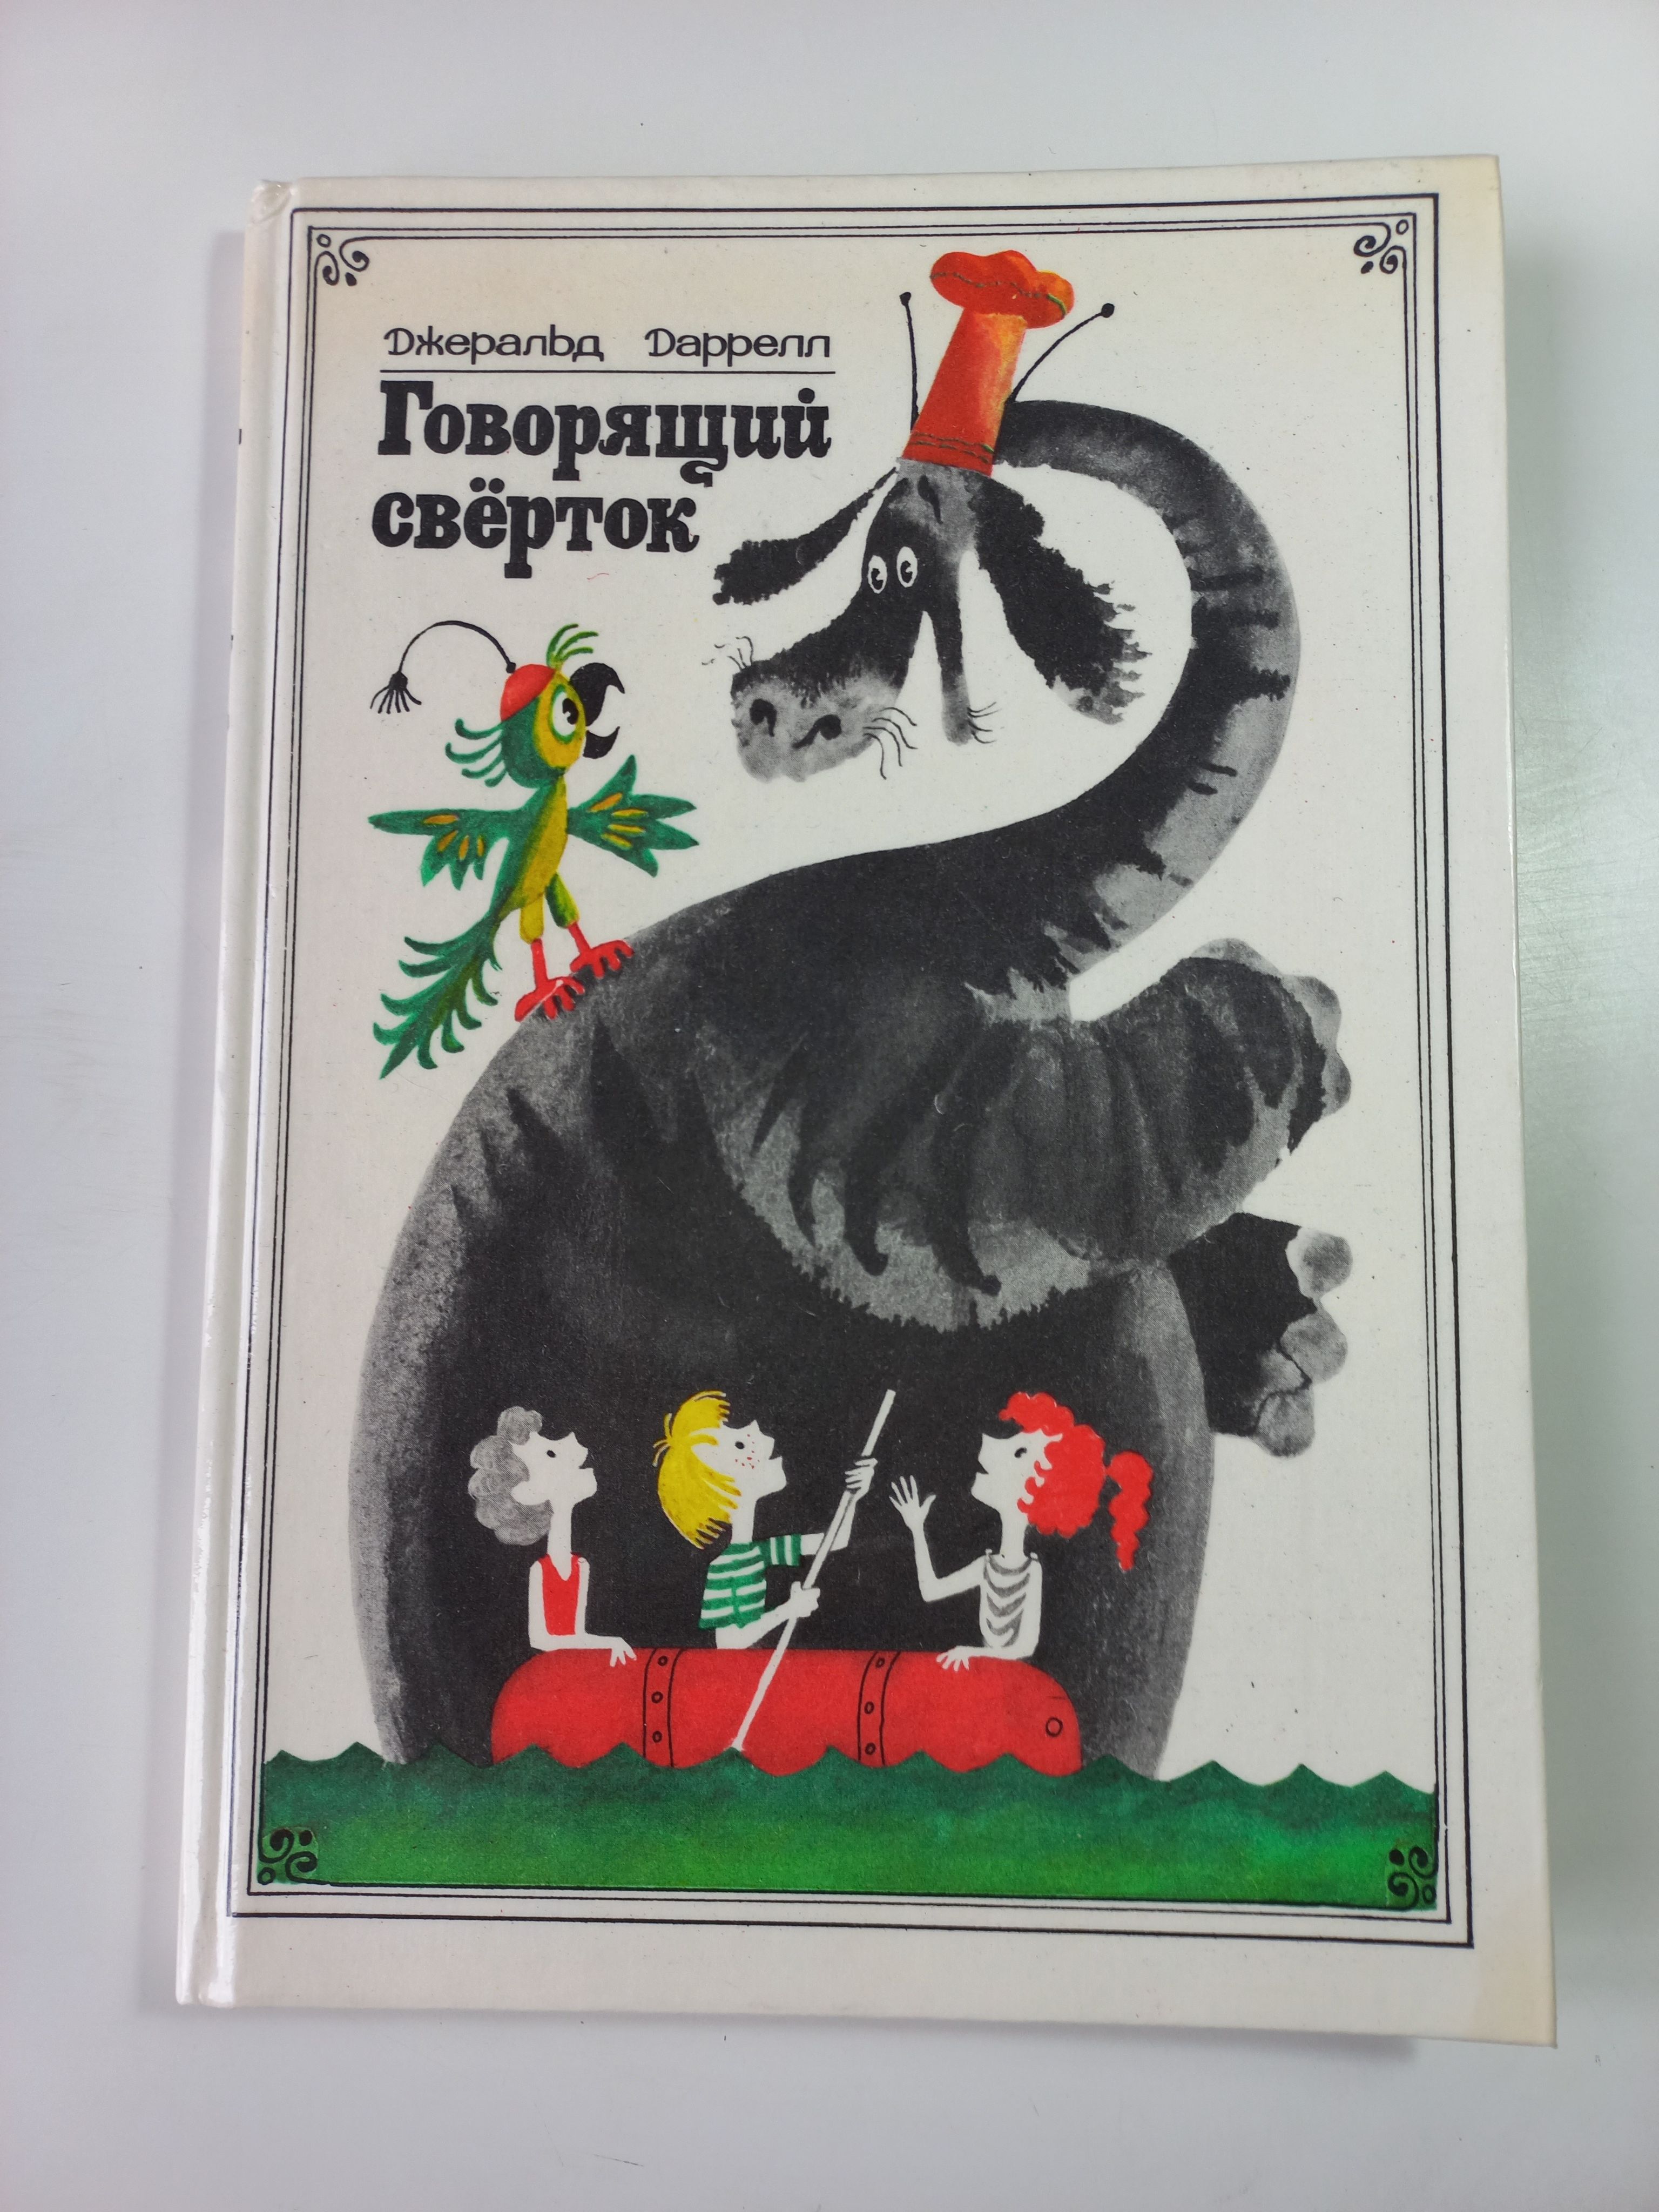 Джеральд Даррелл
Говорящий
свёрток